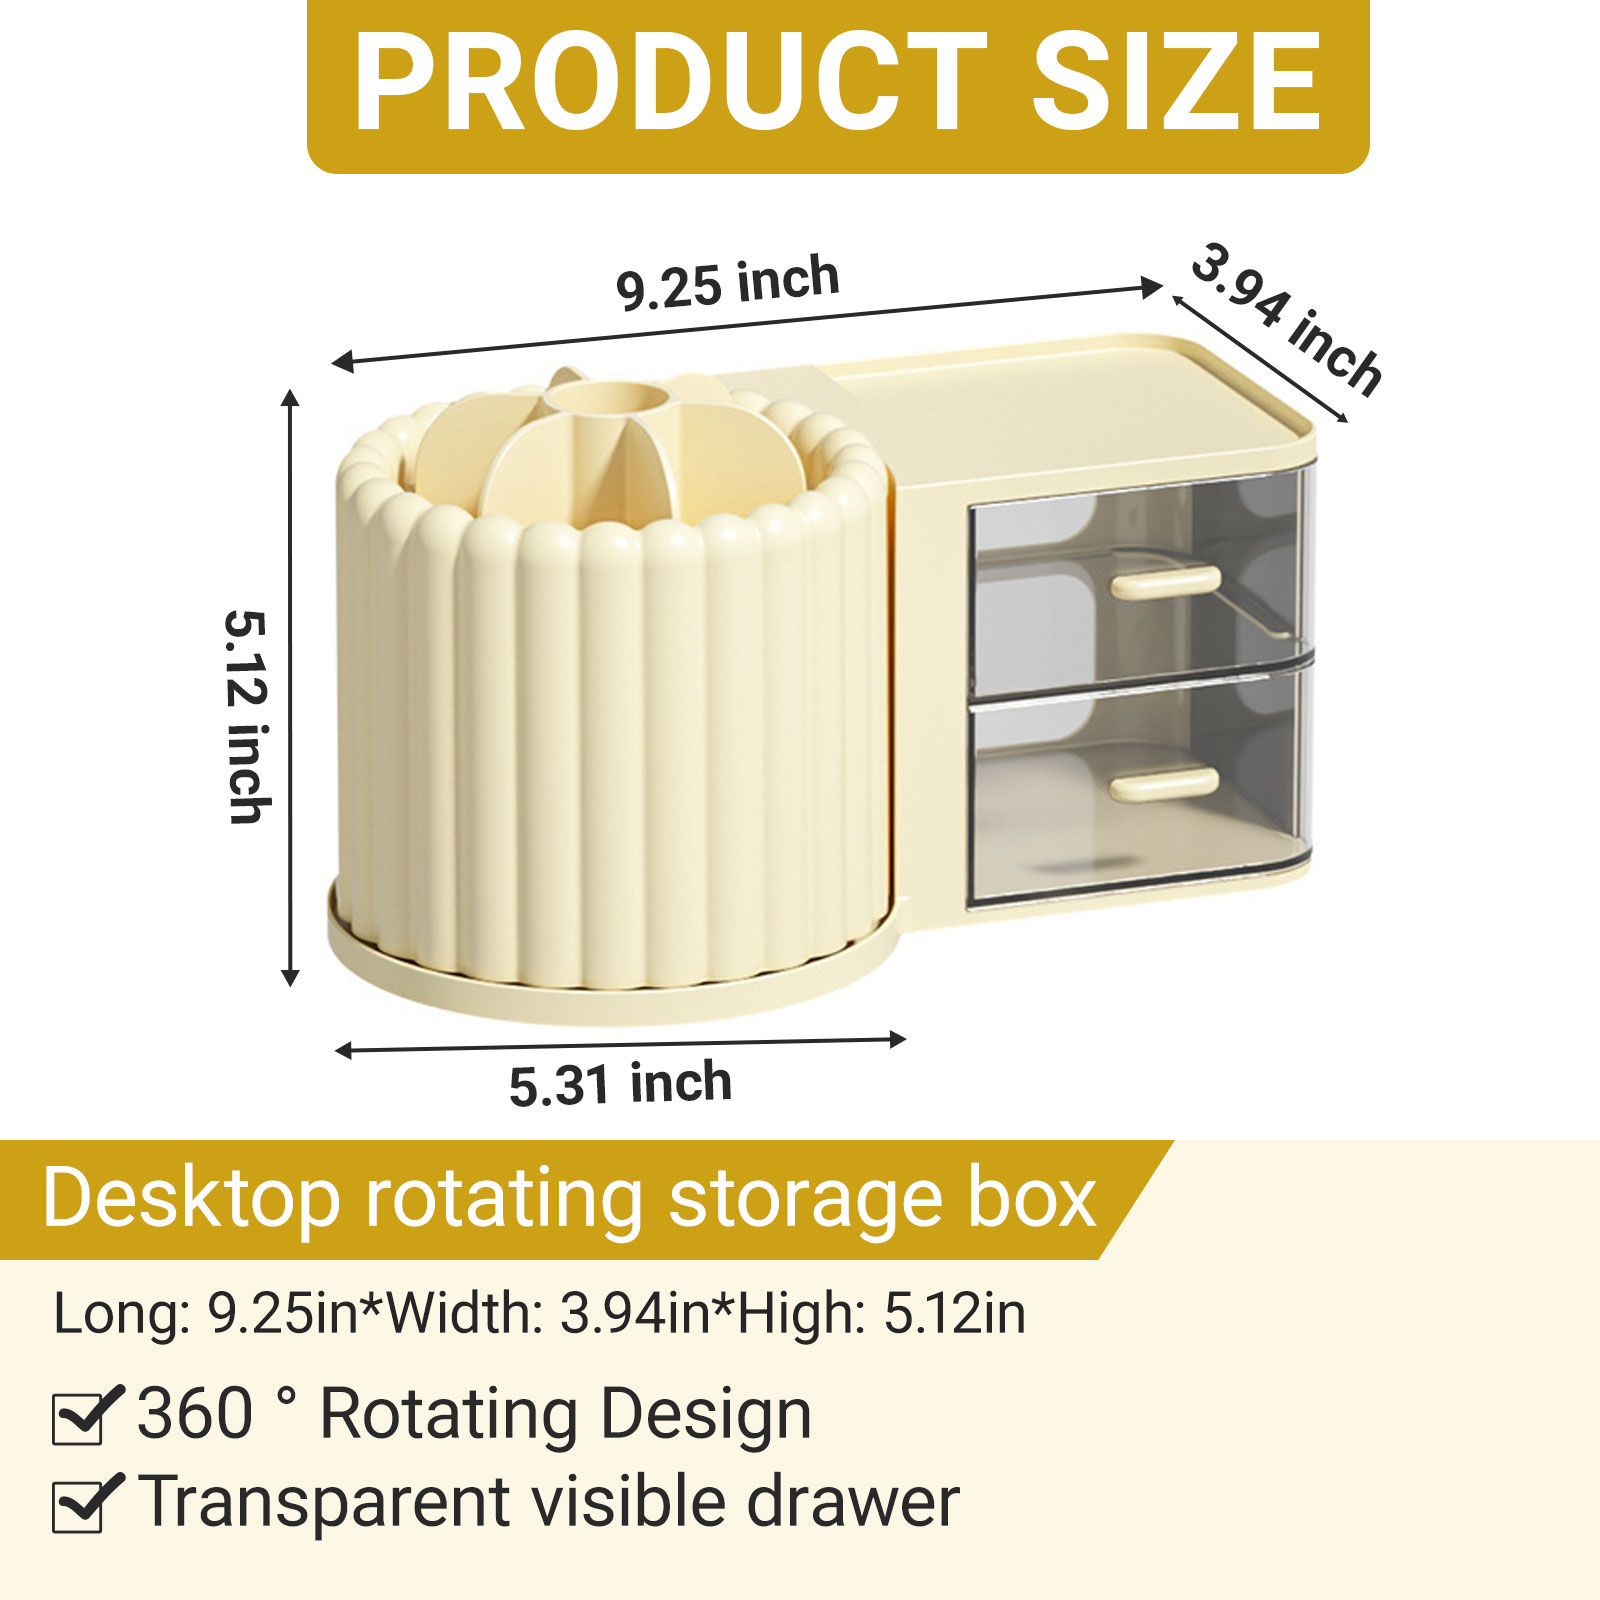 PRODUCT SIZE
9.25 inch
3.94 inch
5.12 inch
5.31 inch
Desktop rotating storage box
Long: 9.25in*Width: 3.94in*High: 5.12in
360 ° Rotating Design
Transparent visible drawer